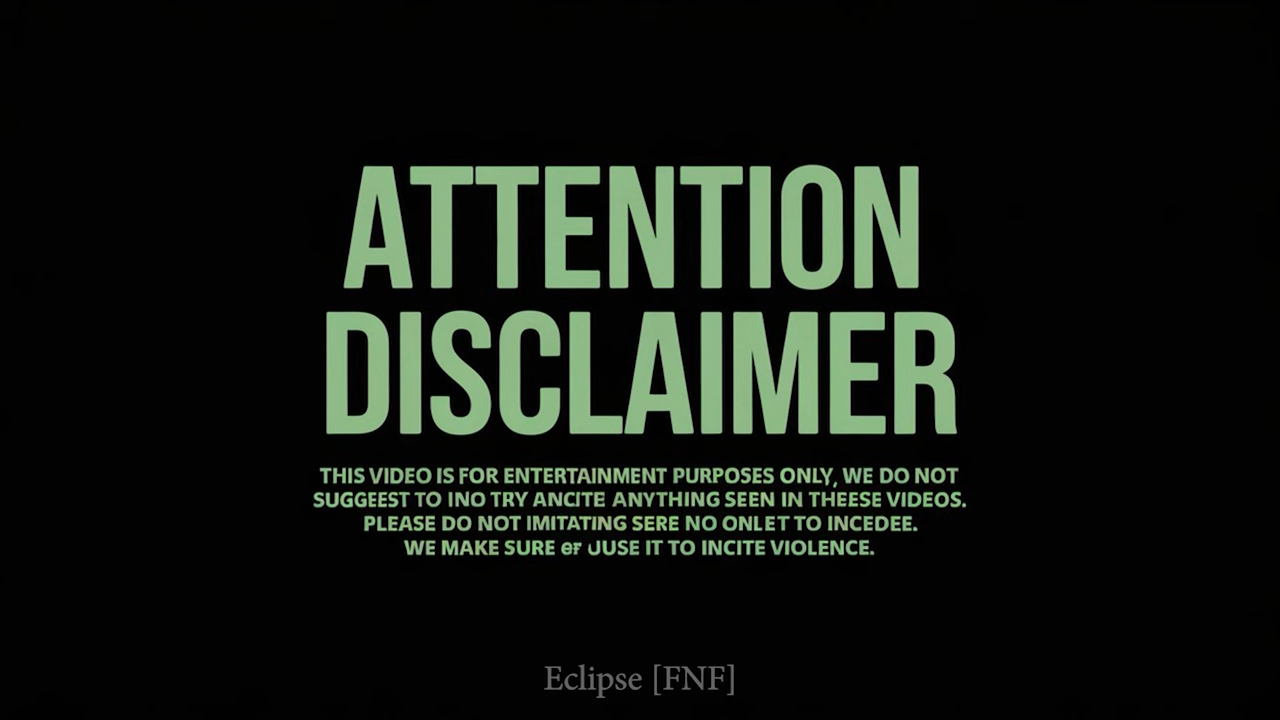 ATTENTION
DISCLAIMER
THIS VIDEO IS FOR ENTERTAINMENT PURPOSES ONLY, WE DO NOT
SUGGEEST TO INO TRY ANCITE ANYTHING SEEN IN THEESE VIDEOS.
PLEASE DO NOT IMITATING SERE NO ONLET TO INCEDEE.
WE MAKE SURE er JUSE IT TO INCITE VIOLENCE.
Eclipse [FNF]